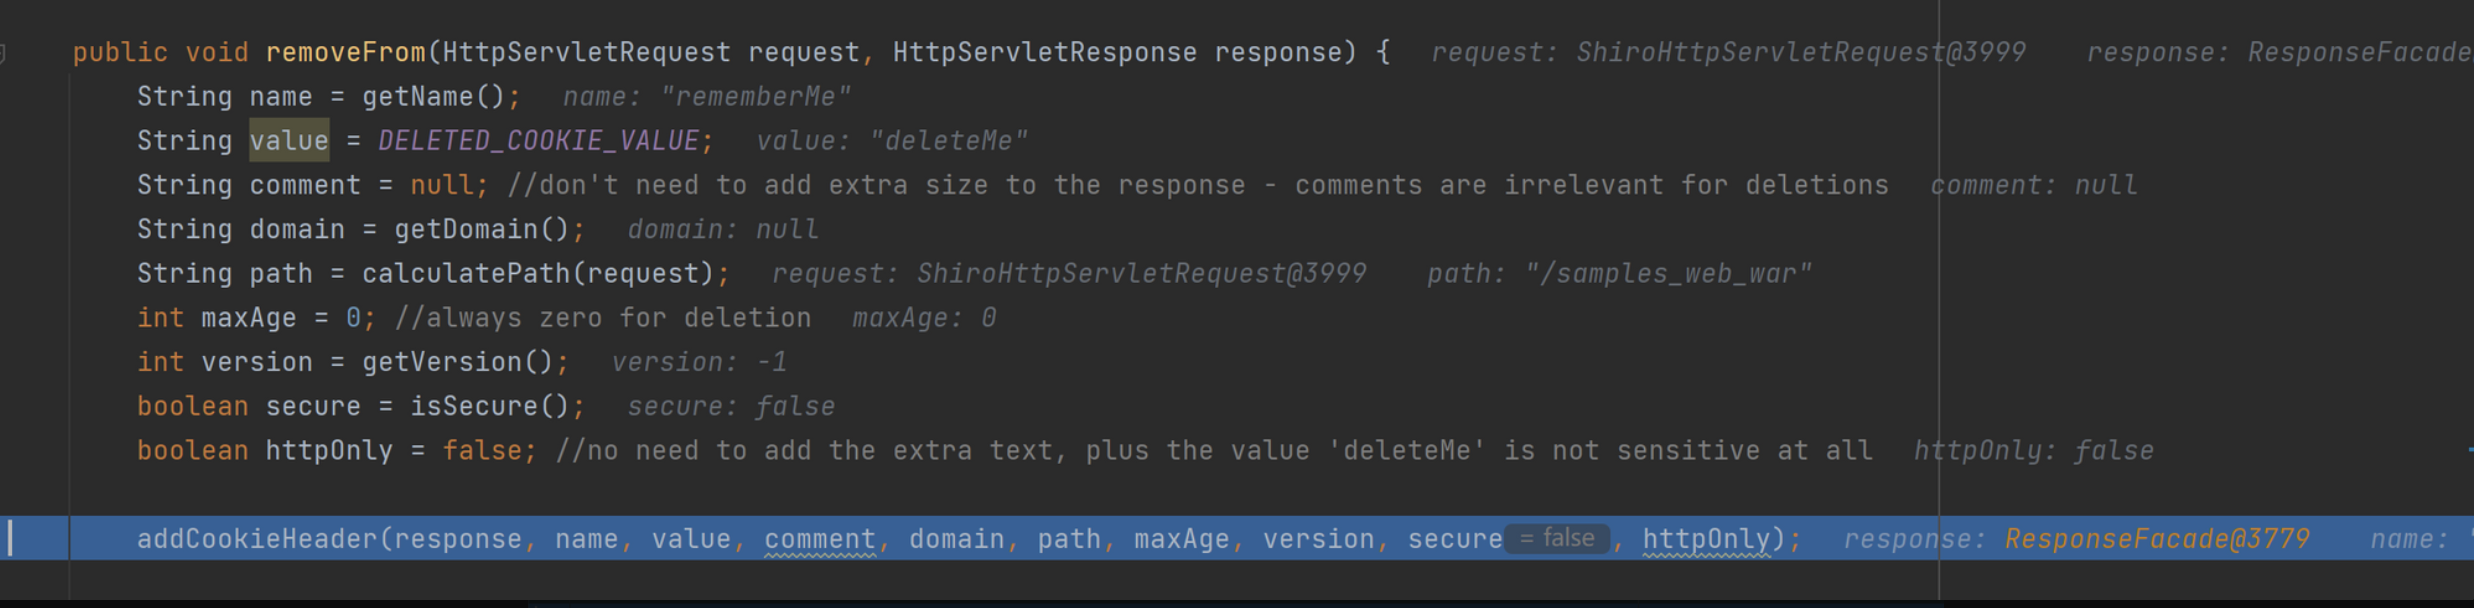 public void removeFrom(HttpServletRequest request, HttpServletResponse response) { request: ShiroHttpServletRequest@3999 response: ResponseFacade
String name = getName(); name: "rememberMe"
String value = DELETED_COOKIE_VALUE; value: "deleteMe"
String comment = null; //don't need to add extra size to the response - comments are irrelevant for deletions comment: null
String domain = getDomain(); domain: null
String path = calculatePath(request); request: ShiroHttpServletRequest@3999 path: "/samples_web_war"
int maxAge = 0; //always zero for deletion maxAge: 0
int version = getVersion(); version: -1
boolean secure = isSecure(); secure: false
boolean httpOnly = false; //no need to add the extra text, plus the value 'deleteMe' is not sensitive at all httpOnly: false
addCookieHeader(response, name, value, comment, domain, path, maxAge, version, secure = false , httpOnly); response: ResponseFacade@3779 name: "